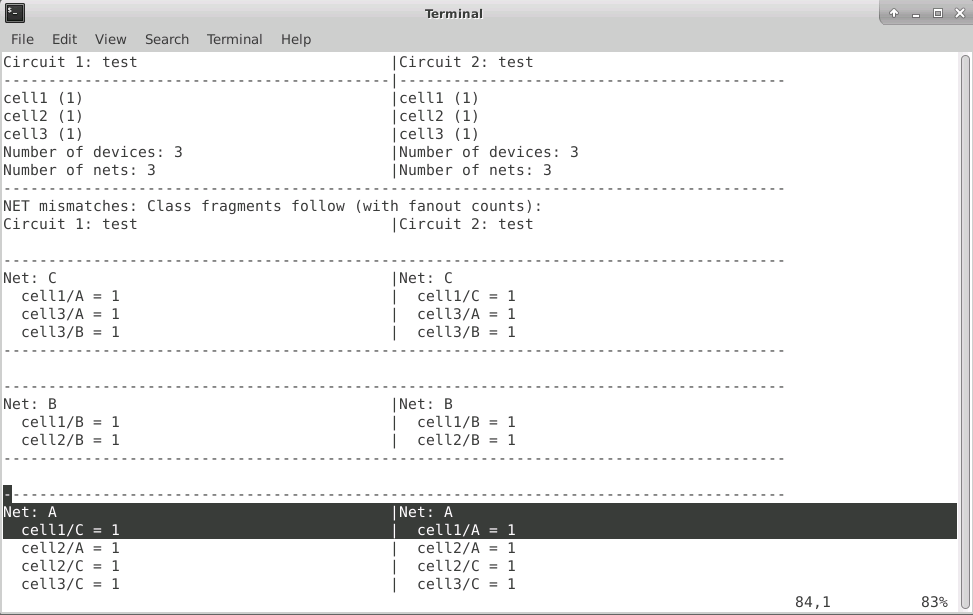 Terminal
File Edit View Search Terminal Help
Circuit 1: test                            |Circuit 2: test
-------------------------------------------|-------------------------------------------
cell1 (1)                                  |cell1 (1)
cell2 (1)                                  |cell2 (1)
cell3 (1)                                  |cell3 (1)
Number of devices: 3                       |Number of devices: 3
Number of nets: 3                          |Number of nets: 3
---------------------------------------------------------------------------------------
NET mismatches: Class fragments follow (with fanout counts):
Circuit 1: test                            |Circuit 2: test
---------------------------------------------------------------------------------------
Net: C                                     |Net: C
  cell1/A = 1                              |  cell1/C = 1
  cell3/A = 1                              |  cell3/A = 1
  cell3/B = 1                              |  cell3/B = 1
---------------------------------------------------------------------------------------
---------------------------------------------------------------------------------------
Net: B                                     |Net: B
  cell1/B = 1                              |  cell1/B = 1
  cell2/B = 1                              |  cell2/B = 1
---------------------------------------------------------------------------------------
---------------------------------------------------------------------------------------
Net: A                                     |Net: A
  cell1/C = 1                              |  cell1/A = 1
  cell2/A = 1                              |  cell2/A = 1
  cell2/C = 1                              |  cell2/C = 1
  cell3/C = 1                              |  cell3/C = 1
84,1          83%